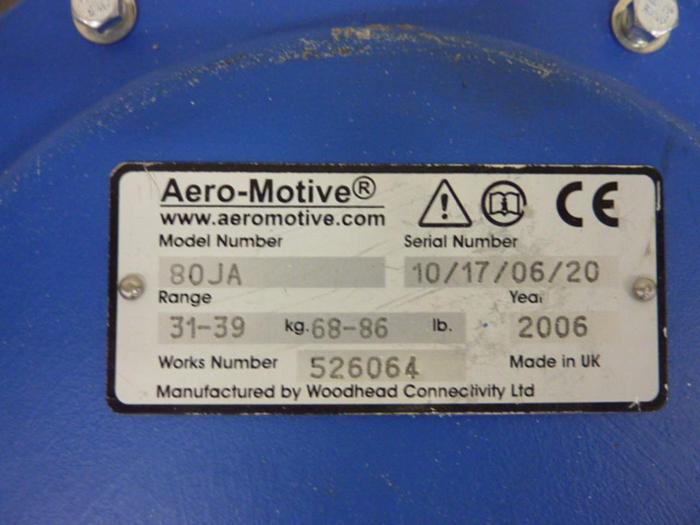 Aero-Motive®
www.aeromotive.com
CE
Model Number Serial Number
80JA 10/17/06/20
Range Year
31-39 kg. 68-86 lb. 2006
Works Number 526064 Made in UK
Manufactured by Woodhead Connectivity Ltd